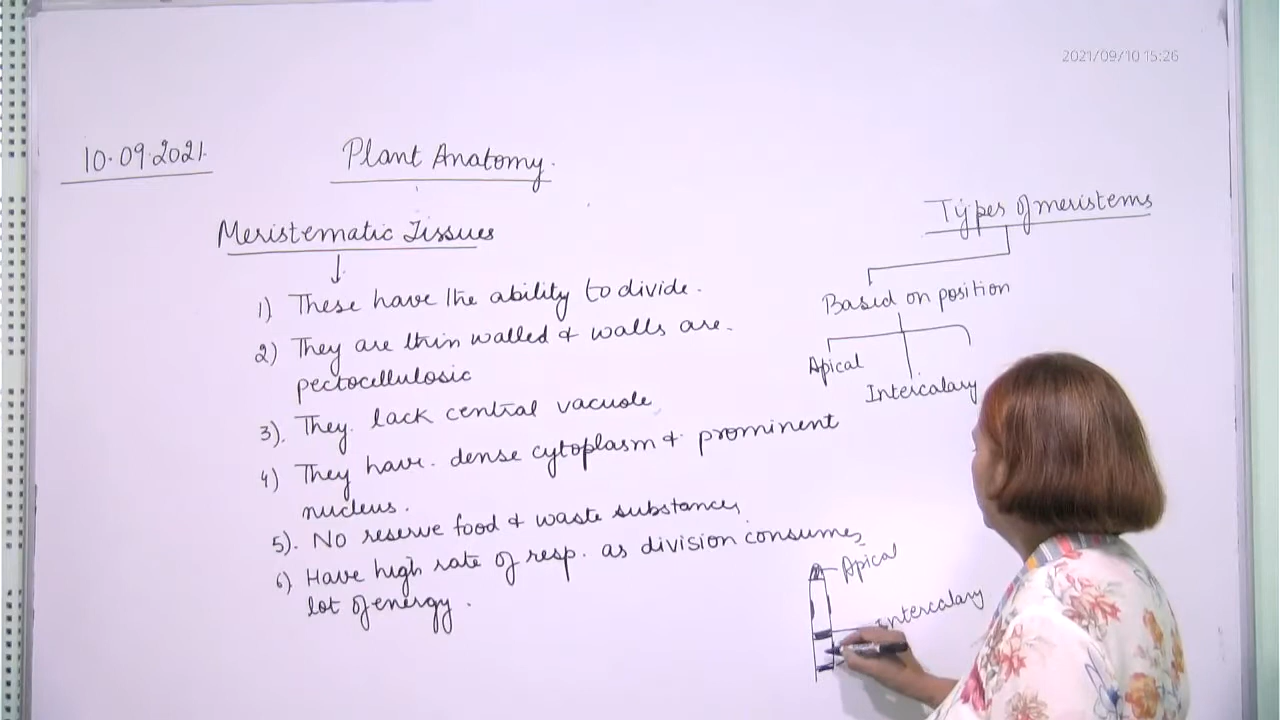 2021/09/10 15:26
10.09.2021.
Plant Anatomy.
Meristematic Tissues
1) These have the ability to divide.
2) They are thin walled & walls are.
pectocellulosic
3). They. lack central vacuole
4) They have. dense cytoplasm & prominent
nucleus.
5). No reserve food & waste substances,
6) Have high rate of resp. as division consumes
lot of energy.
Types of meristems
Based on position
Apical
Intercalary
Apical
Intercalary